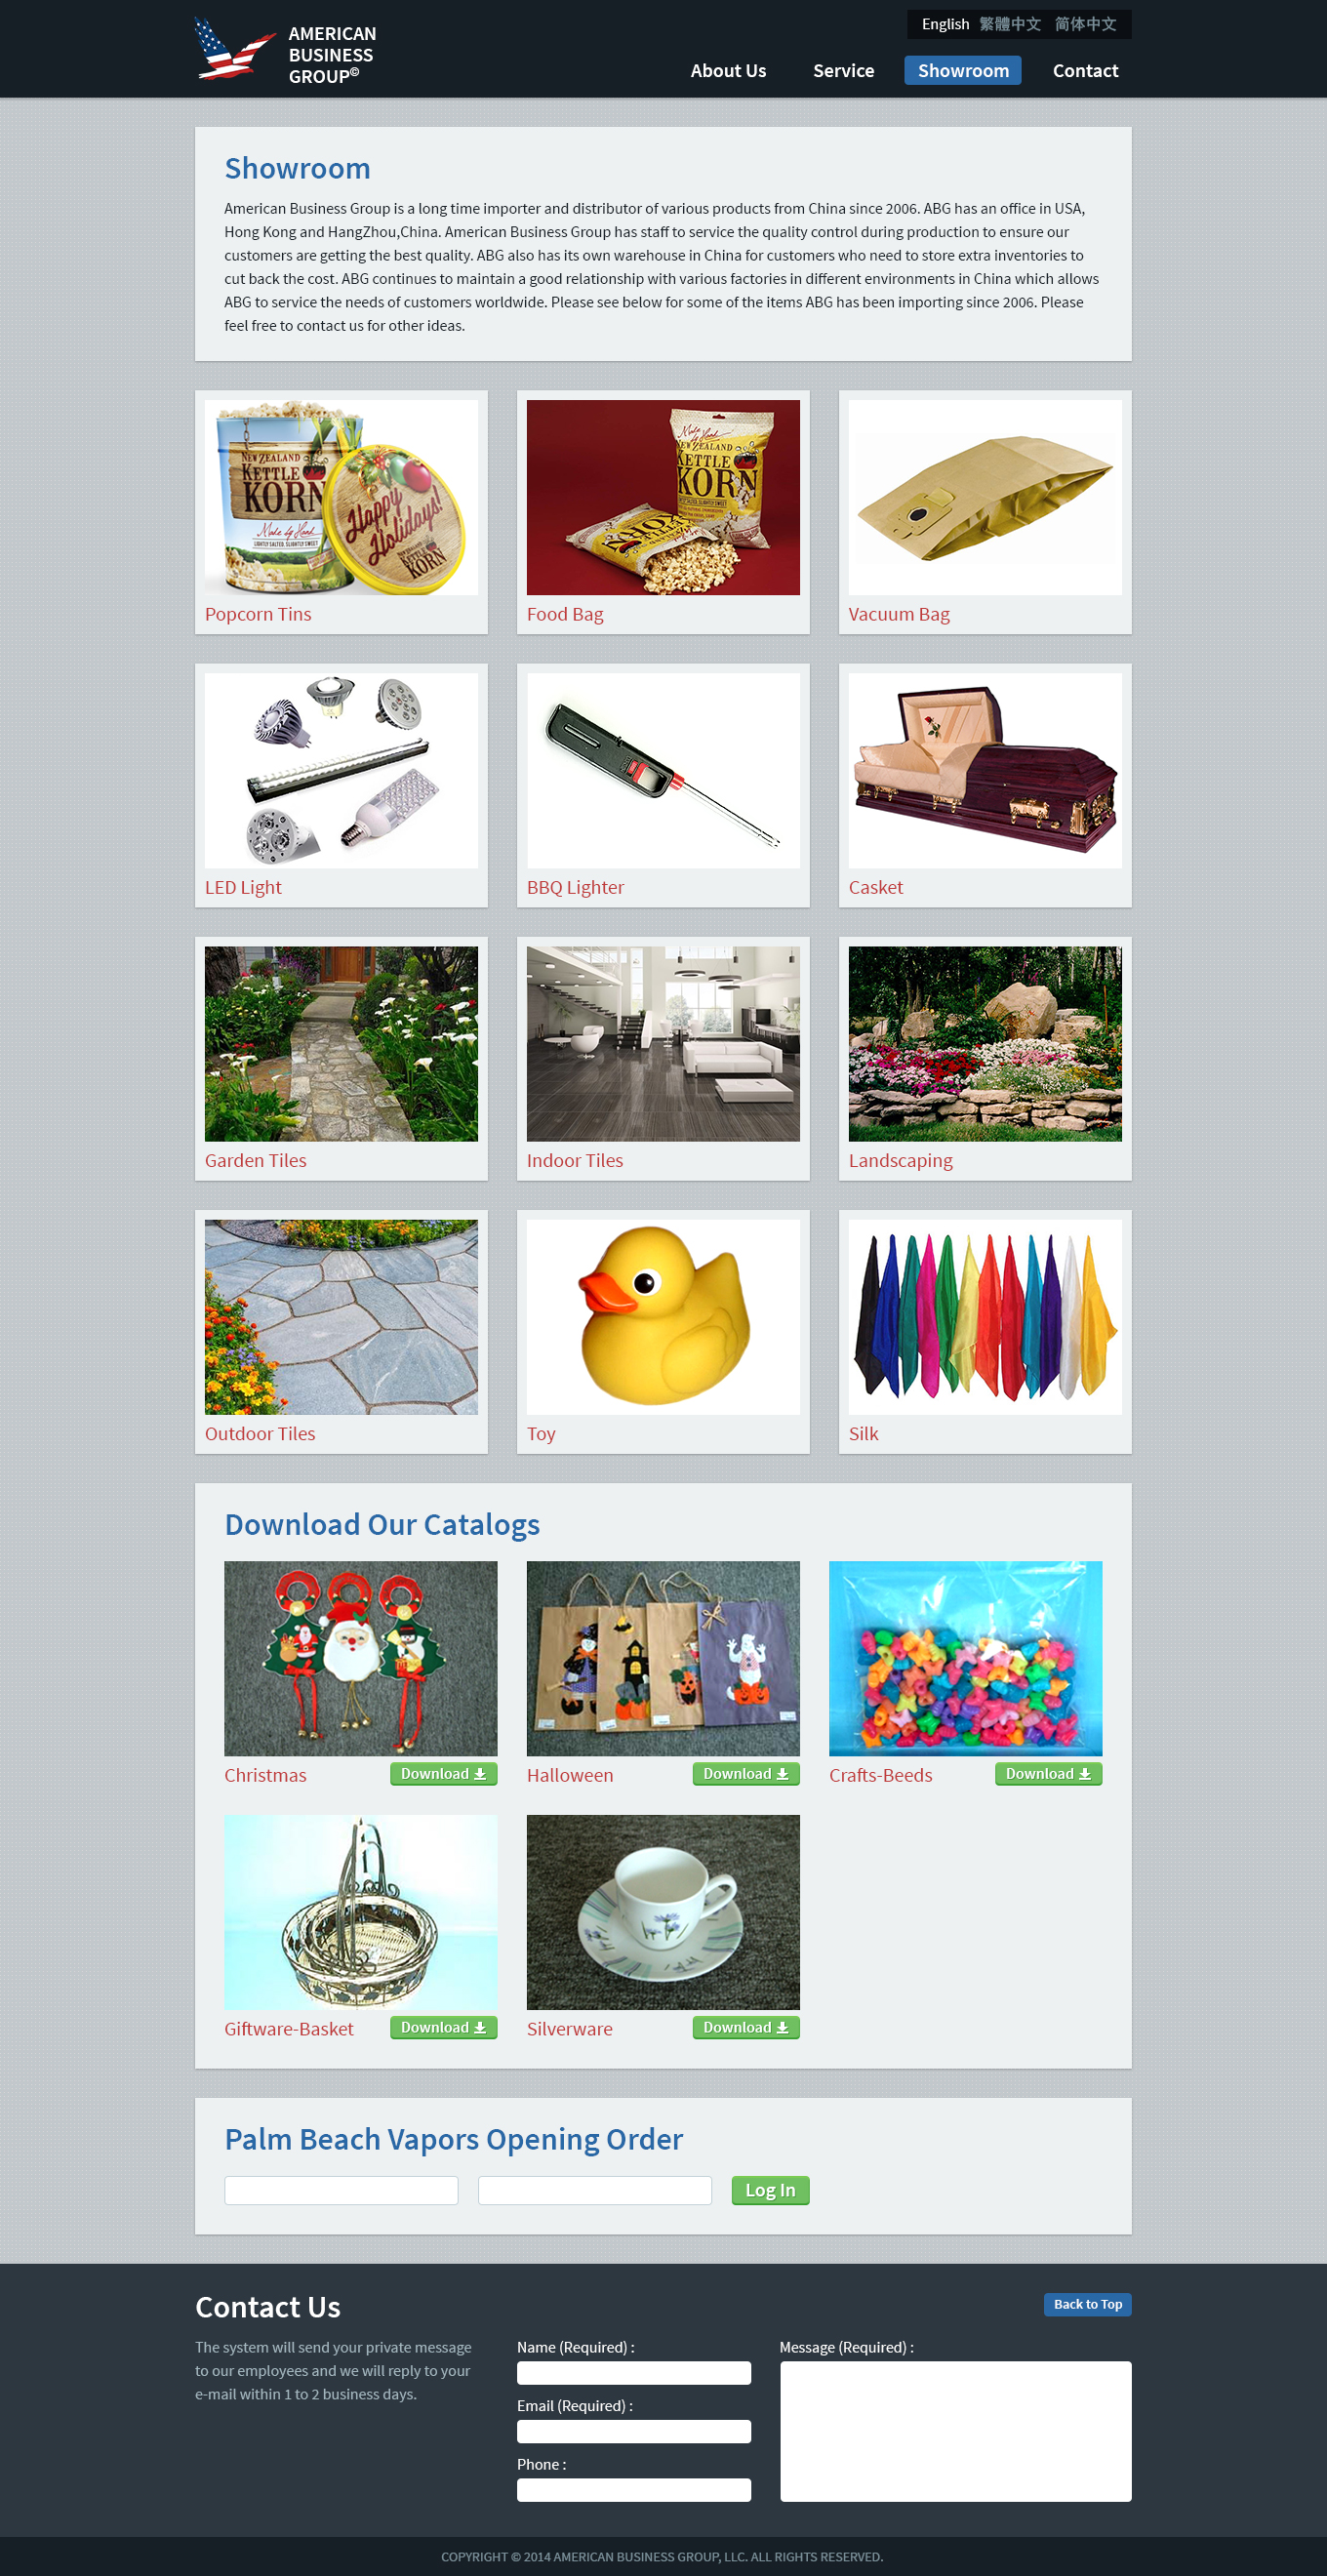 AMERICAN
BUSINESS
GROUP©
English 繁體中文 简体中文
About Us Service Showroom Contact
Showroom
American Business Group is a long time importer and distributor of various products from China since 2006. ABG has an office in USA,
Hong Kong and HangZhou,China. American Business Group has staff to service the quality control during production to ensure our
customers are getting the best quality. ABG also has its own warehouse in China for customers who need to store extra inventories to
cut back the cost. ABG continues to maintain a good relationship with various factories in different environments in China which allows
ABG to service the needs of customers worldwide. Please see below for some of the items ABG has been importing since 2006. Please
feel free to contact us for other ideas.
NEW ZEALAND
KETTLE
KORN
Made by Hand
LIGHTLY SALTED, SLIGHTLY SWEET
Happy
Holidays!
KETTLE
KORN
Made by Hand
NEW ZEALAND
KETTLE
KORN
Popcorn Tins Food Bag Vacuum Bag
LED Light BBQ Lighter Casket
Garden Tiles Indoor Tiles Landscaping
Outdoor Tiles Toy Silk
Download Our Catalogs
Christmas Download Halloween Download Crafts-Beeds Download
Giftware-Basket Download Silverware Download
Palm Beach Vapors Opening Order
Log In
Contact Us
Back to Top
The system will send your private message
to our employees and we will reply to your
e-mail within 1 to 2 business days.
Name (Required) :
Email (Required) :
Phone :
Message (Required) :
COPYRIGHT © 2014 AMERICAN BUSINESS GROUP, LLC. ALL RIGHTS RESERVED.